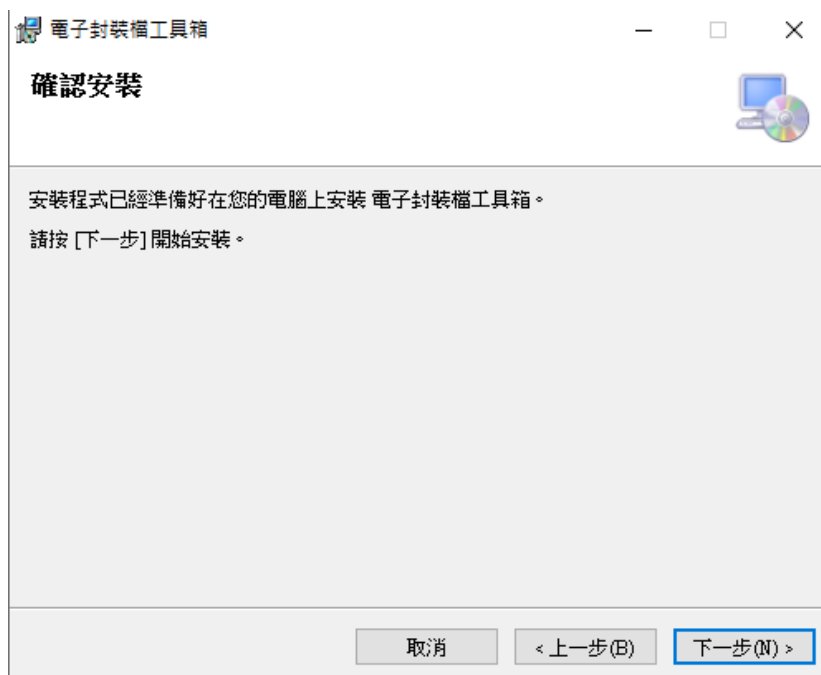 電子封裝檔工具箱
確認安裝
安裝程式已經準備好在您的電腦上安裝 電子封裝檔工具箱。
請按 [下一步] 開始安裝。
取消
< 上一步(B)
下一步(N) >